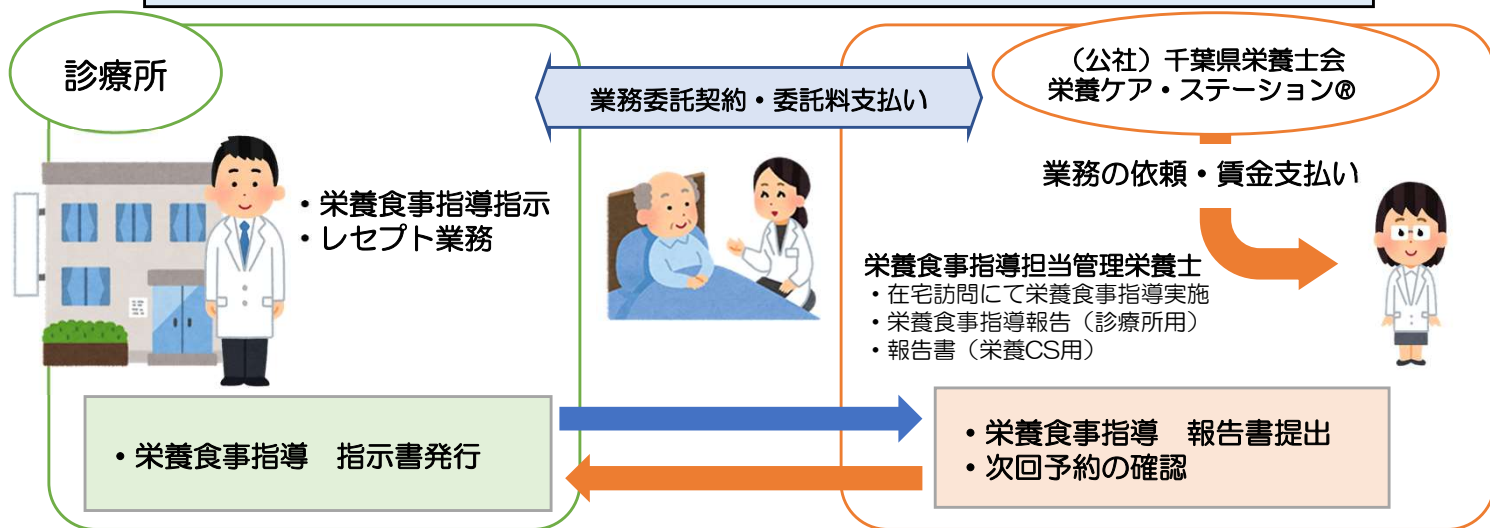 診療所
業務委託契約・委託料支払い
（公社）千葉県栄養士会
栄養ケア・ステーション®
業務の依頼・賃金支払い
・栄養食事指導指示
・レセプト業務
栄養食事指導担当管理栄養士
・在宅訪問にて栄養食事指導実施
・栄養食事指導報告（診療所用）
・報告書（栄養CS用）
・栄養食事指導　指示書発行
・栄養食事指導　報告書提出
・次回予約の確認